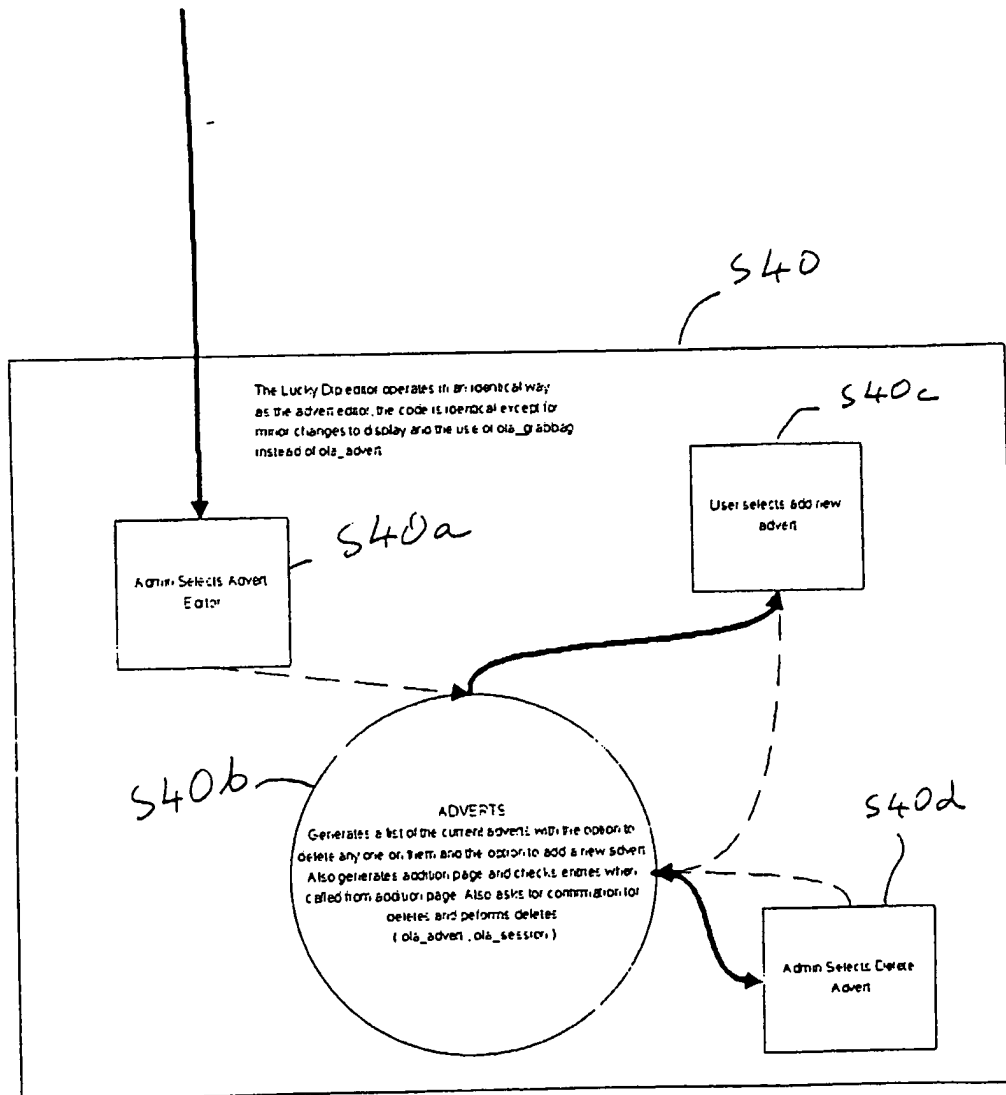 S40
The Lucky Dip editor operates in an identical way
as the advert editor, the code is identical except for
minor changes to display and the use of ola_grabbag
instead of ola_advert
S40c
User selects add new
advert
S40a
Admin Selects Advert
Editor
S40b
ADVERTS
Generates a list of the current adverts with the option to
delete any one on them and the option to add a new advert
Also generates addition page and checks entries when
called from addition page. Also asks for confirmation for
deletes and peforms deletes
( ola_advert , ola_session )
S40d
Admin Selects Delete
Advert